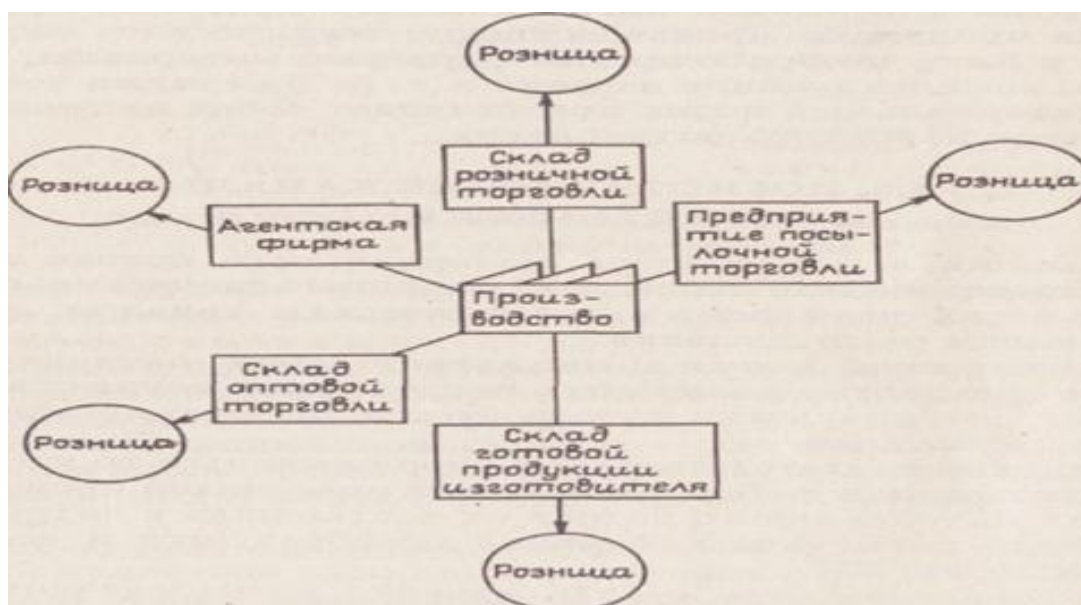 Розница
Склад
розничной
торговли
Розница
Розница
Агентская
фирма
Предприя-
тие посы-
лочной
торговли
Произ-
водство
Склад
оптовой
торговли
Розница
Склад
готовой
продукции
изготовителя
Розница